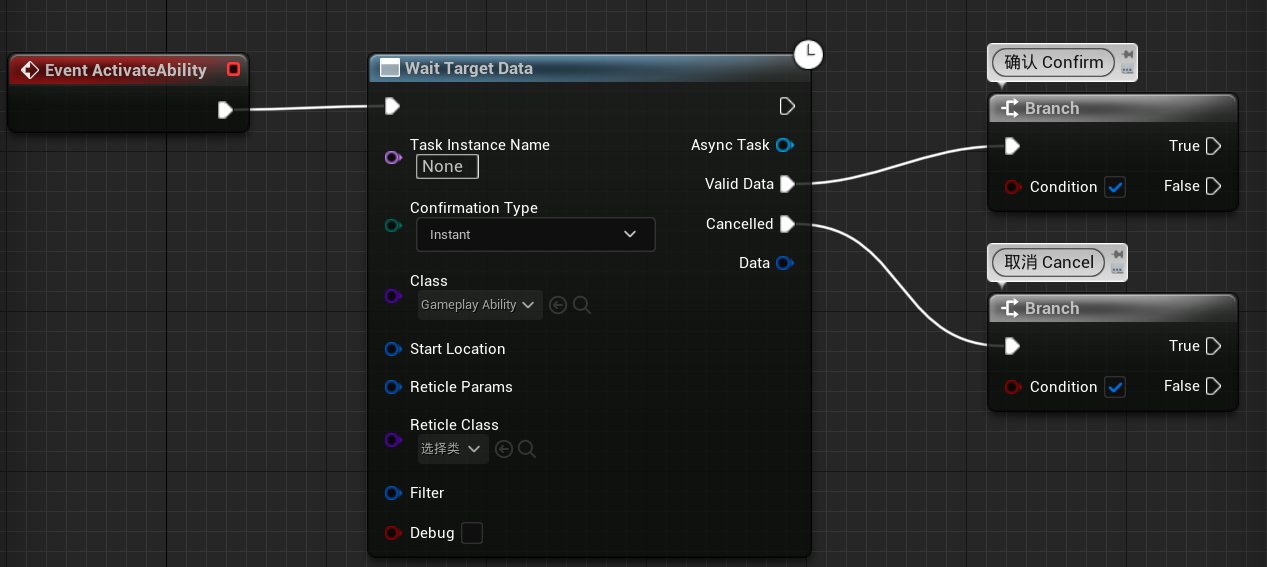 Event ActivateAbility
Wait Target Data
Task Instance Name
None
Confirmation Type
Instant
Class
Gameplay Ability
Start Location
Reticle Params
Reticle Class
选择类
Filter
Debug
Async Task
Valid Data
Cancelled
Data
确认 Confirm
Branch
True
Condition
False
取消 Cancel
Branch
True
Condition
False